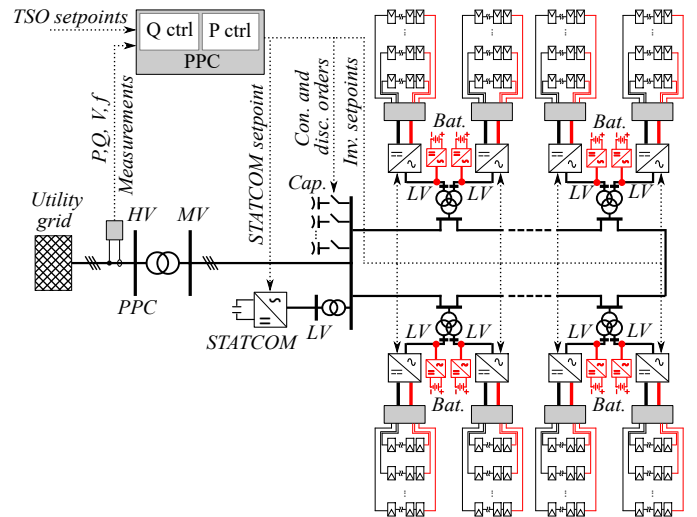 TSO setpoints
Q ctrl
P ctrl
PPC
P,Q, V,f
Measurements
STATCOM setpoint
Con. and
disc. orders
Inv. setpoints
Cap.
Utility
grid
HV
MV
PPC
STATCOM
LV
Bat.
LV
LV
Bat.
LV
LV
LV
LV
Bat.
LV
LV
Bat.